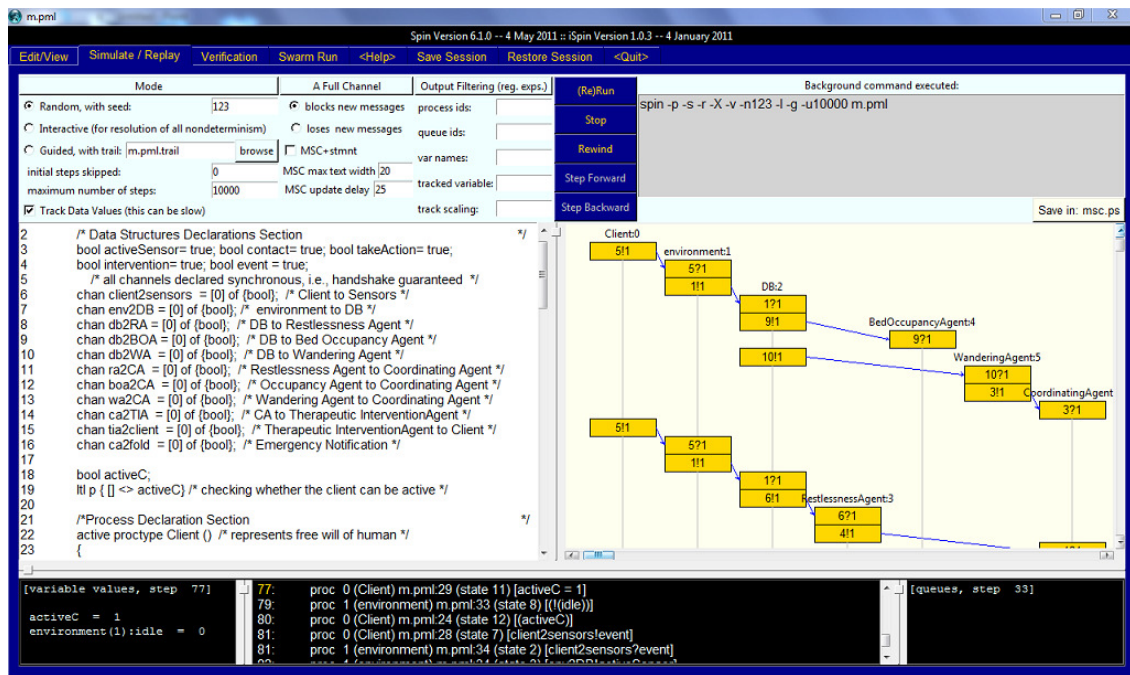 m.pml
Spin Version 6.1.0 -- 4 May 2011 :: iSpin Version 1.0.3 -- 4 January 2011
Edit/View Simulate / Replay Verification Swarm Run <Help> Save Session Restore Session <Quit>
Mode A Full Channel Output Filtering (reg. exps.) (Re)Run Background command executed:
Random, with seed: 123 blocks new messages process ids: spin -p -s -r -X -v -n123 -l -g -u10000 m.pml
Interactive (for resolution of all nondeterminism) loses new messages queue ids: Stop
Guided, with trail: m.pml.trail browse MSC+stmnt var names: Rewind
initial steps skipped: 0 MSC max text width 20 tracked variable: Step Forward
maximum number of steps: 10000 MSC update delay 25
Track Data Values (this can be slow) track scaling: Step Backward Save in: msc.ps
2 /* Data Structures Declarations Section */
3 bool activeSensor= true; bool contact= true; bool takeAction= true;
4 bool intervention= true; bool event = true;
5 /* all channels declared synchronous, i.e., handshake guaranteed */
6 chan client2sensors = [0] of {bool}; /* Client to Sensors */
7 chan env2DB = [0] of {bool}; /* environment to DB */
8 chan db2RA = [0] of {bool}; /* DB to Restlessness Agent */
9 chan db2BOA = [0] of {bool}; /* DB to Bed Occupancy Agent */
10 chan db2WA = [0] of {bool}; /* DB to Wandering Agent */
11 chan ra2CA = [0] of {bool}; /* Restlessness Agent to Coordinating Agent */
12 chan boa2CA = [0] of {bool}; /* Occupancy Agent to Coordinating Agent */
13 chan wa2CA = [0] of {bool}; /* Wandering Agent to Coordinating Agent */
14 chan ca2TIA = [0] of {bool}; /* CA to Therapeutic InterventionAgent */
15 chan tia2client = [0] of {bool}; /* Therapeutic InterventionAgent to Client */
16 chan ca2fold = [0] of {bool}; /* Emergency Notification */
17
18 bool activeC;
19 ltl p { [] <> activeC} /* checking whether the client can be active */
20
21 /*Process Declaration Section */
22 active proctype Client () /* represents free will of human */
23 {
Client:0
5!1 environment:1
5?1
1!1 DB:2
1?1
9!1 BedOccupancyAgent:4
9?1
10!1 WanderingAgent:5
10?1
3!1 CoordinatingAgent
3?1
5!1
5?1
1!1
1?1
6!1 RestlessnessAgent:3
6?1
4!1
[variable values, step 77]
activeC = 1
environment(1):idle = 0
77: proc 0 (Client) m.pml:29 (state 11) [activeC = 1]
79: proc 1 (environment) m.pml:33 (state 8) [(!(idle))]
80: proc 0 (Client) m.pml:24 (state 12) [(activeC)]
81: proc 0 (Client) m.pml:28 (state 7) [client2sensors!event]
81: proc 1 (environment) m.pml:34 (state 2) [client2sensors?event]
[queues, step 33]